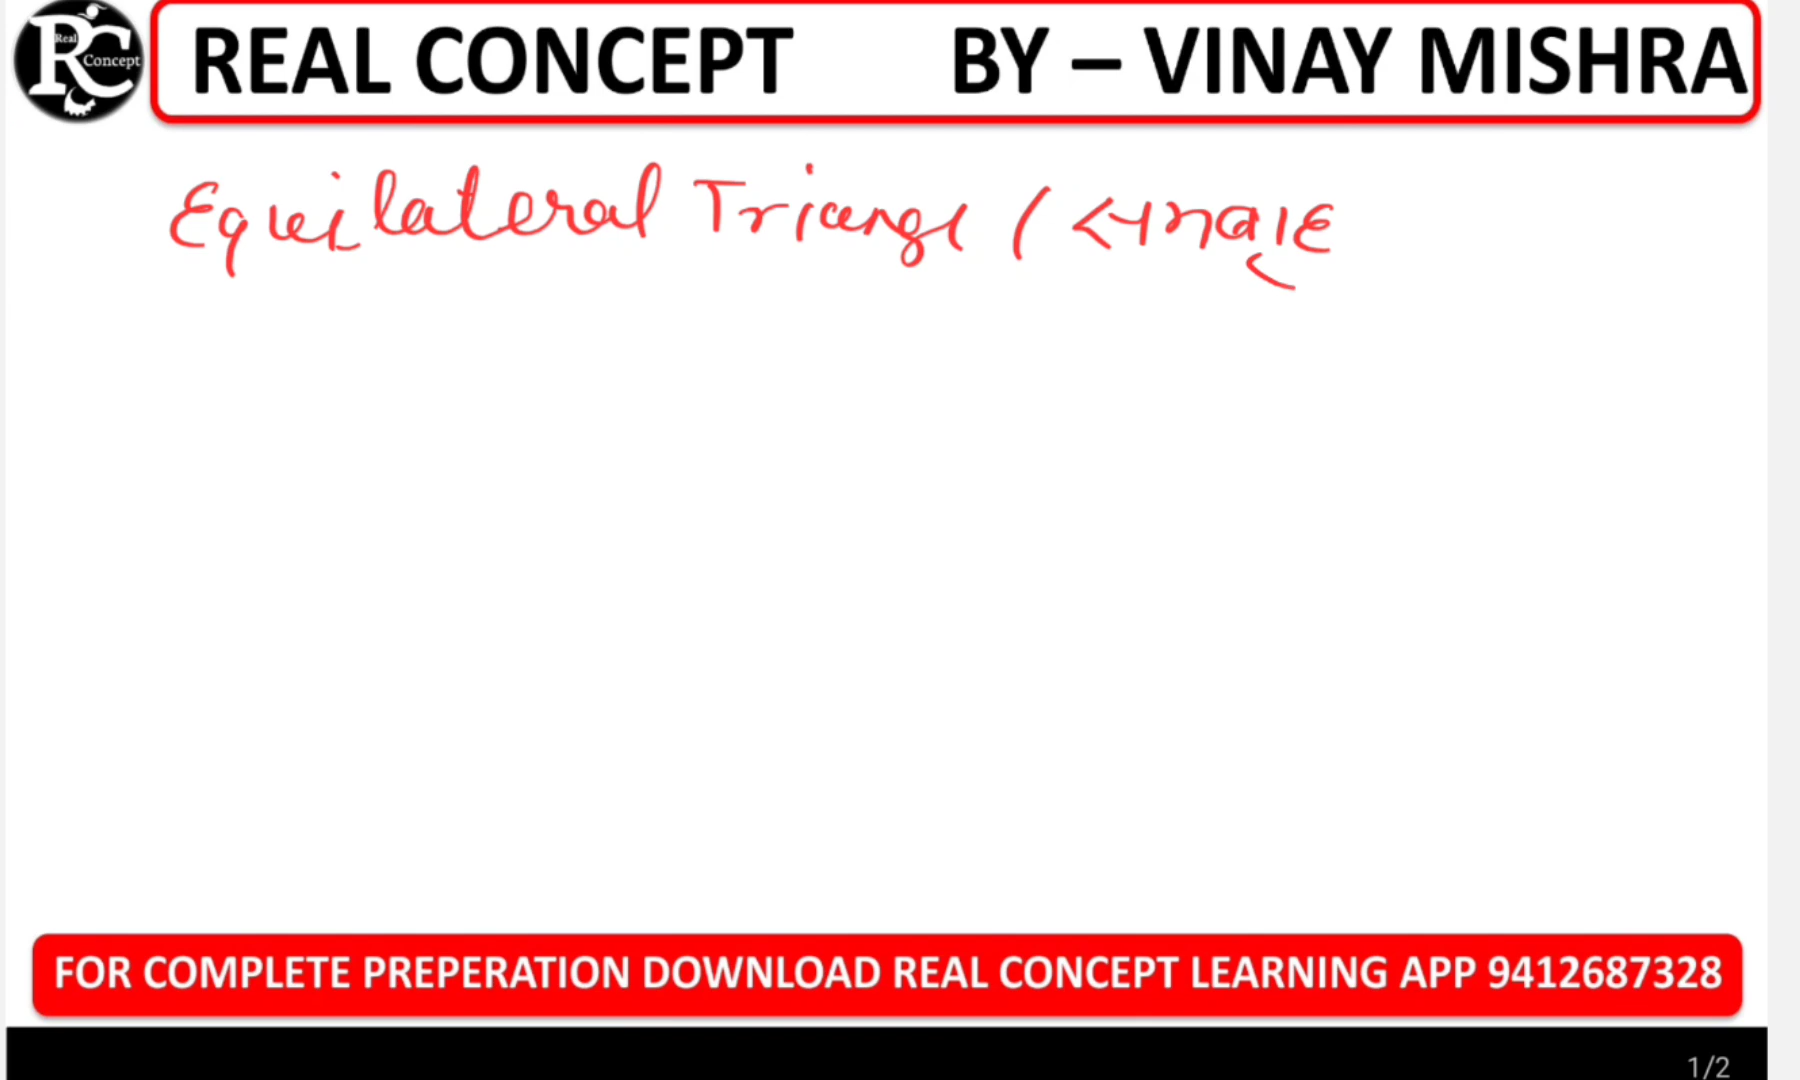 Real Concept
REAL CONCEPT BY – VINAY MISHRA
Equilateral Triangl (समबाहु
FOR COMPLETE PREPERATION DOWNLOAD REAL CONCEPT LEARNING APP 9412687328
1/2